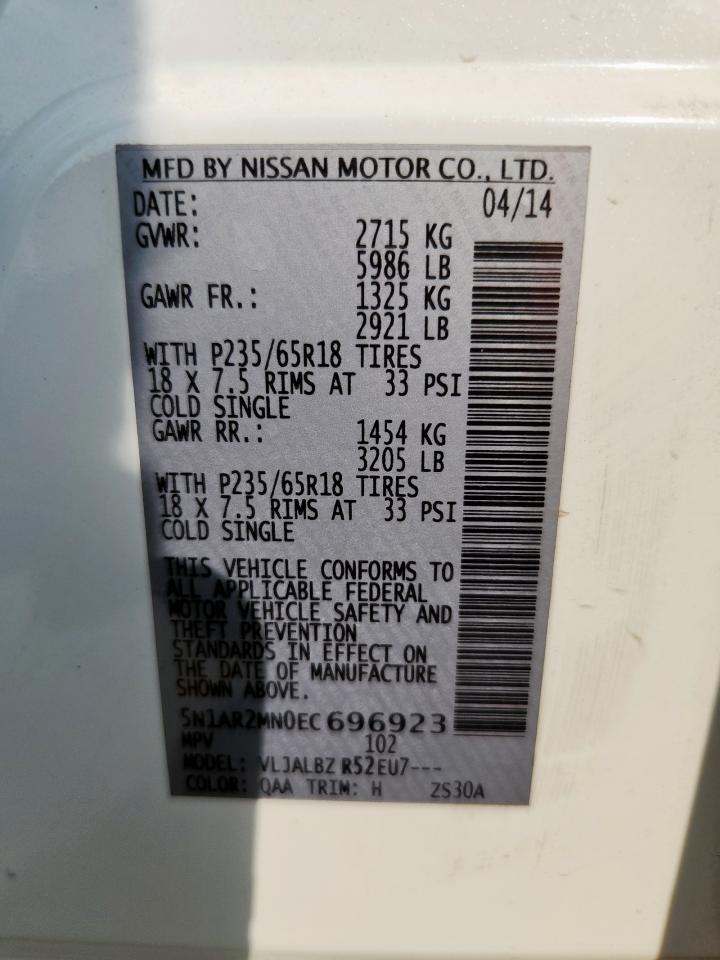 MFD BY NISSAN MOTOR CO., LTD.
DATE: 04/14
GVWR: 2715 KG
5986 LB
GAWR FR.: 1325 KG
2921 LB
WITH P235/65R18 TIRES
18 X 7.5 RIMS AT 33 PSI
COLD SINGLE
GAWR RR.: 1454 KG
3205 LB
WITH P235/65R18 TIRES
18 X 7.5 RIMS AT 33 PSI
COLD SINGLE
THIS VEHICLE CONFORMS TO
ALL APPLICABLE FEDERAL
MOTOR VEHICLE SAFETY AND
THEFT PREVENTION
STANDARDS IN EFFECT ON
THE DATE OF MANUFACTURE
SHOWN ABOVE.
5N1AR2MN0EC696923
MPV 102
MODEL: VLJALBZ R52EU7---
COLOR: QAA TRIM: H ZS30A